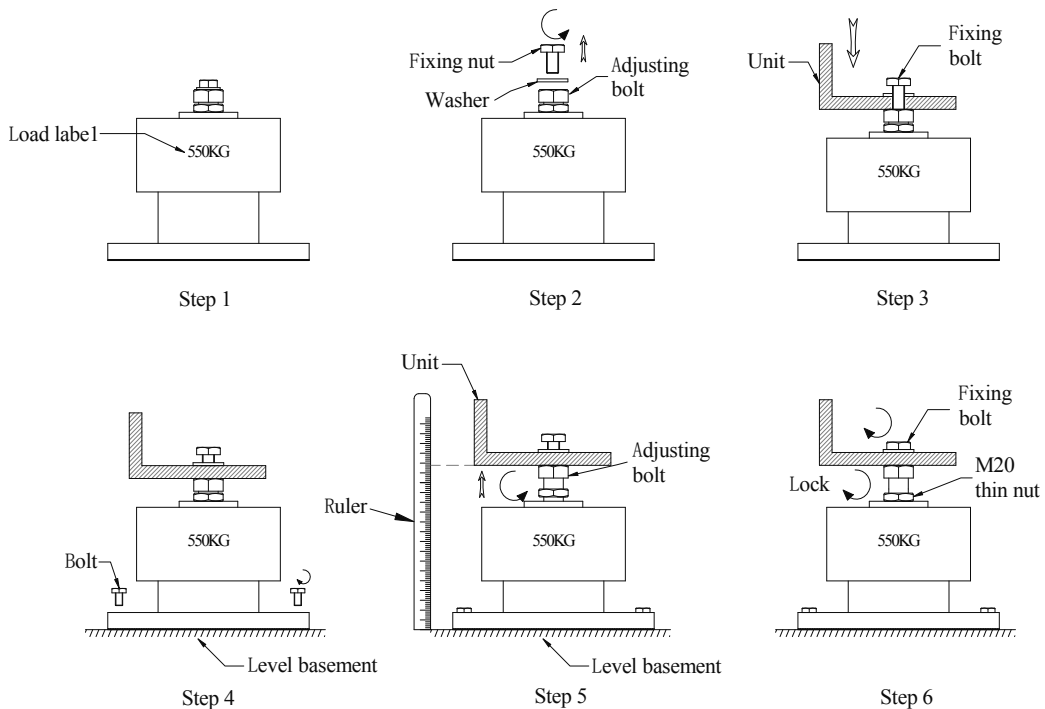 Load label
550KG
Step 1
Fixing nut
Washer
Adjusting
bolt
550KG
Step 2
Unit
Fixing
bolt
550KG
Step 3
550KG
Bolt
Level basement
Step 4
Unit
Ruler
Adjusting
bolt
550KG
Level basement
Step 5
Fixing
bolt
Lock
M20
thin nut
550KG
Step 6